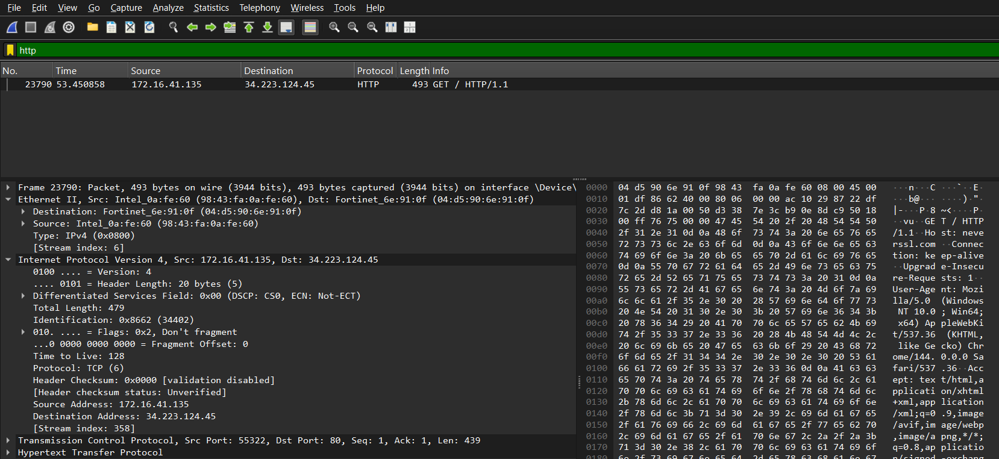 File Edit View Go Capture Analyze Statistics Telephony Wireless Tools Help
http
No. Time Source Destination Protocol Length Info
23790 53.450858 172.16.41.135 34.223.124.45 HTTP 493 GET / HTTP/1.1
Frame 23790: Packet, 493 bytes on wire (3944 bits), 493 bytes captured (3944 bits) on interface \Device\
Ethernet II, Src: Intel_0a:fe:60 (98:43:fa:0a:fe:60), Dst: Fortinet_6e:91:0f (04:d5:90:6e:91:0f)
Destination: Fortinet_6e:91:0f (04:d5:90:6e:91:0f)
Source: Intel_0a:fe:60 (98:43:fa:0a:fe:60)
Type: IPv4 (0x0800)
[Stream index: 6]
Internet Protocol Version 4, Src: 172.16.41.135, Dst: 34.223.124.45
0100 .... = Version: 4
.... 0101 = Header Length: 20 bytes (5)
Differentiated Services Field: 0x00 (DSCP: CS0, ECN: Not-ECT)
Total Length: 479
Identification: 0x8662 (34402)
010. .... = Flags: 0x2, Don't fragment
...0 0000 0000 0000 = Fragment Offset: 0
Time to Live: 128
Protocol: TCP (6)
Header Checksum: 0x0000 [validation disabled]
[Header checksum status: Unverified]
Source Address: 172.16.41.135
Destination Address: 34.223.124.45
[Stream index: 358]
Transmission Control Protocol, Src Port: 55322, Dst Port: 80, Seq: 1, Ack: 1, Len: 439
Hypertext Transfer Protocol
0000 04 d5 90 6e 91 0f 98 43 fa 0a fe 60 08 00 45 00 ···n···C ···`··E·
0010 01 df 86 62 40 00 80 06 00 00 ac 10 29 87 22 df ···b@··· ····)·"·
0020 7c 2d d8 1a 00 50 d3 38 7e 3c b9 0e 8d c9 50 18 |-···P·8 ~<····P·
0030 00 ff 76 75 00 00 47 45 54 20 2f 20 48 54 54 50 ··vu··GE T / HTTP
0040 2f 31 2e 31 0d 0a 48 6f 73 74 3a 20 6e 65 76 65 /1.1··Ho st: neve
0050 72 73 73 6c 2e 63 6f 6d 0d 0a 43 6f 6e 6e 65 63 rssl.com ··Connec
0060 74 69 6f 6e 3a 20 6b 65 65 70 2d 61 6c 69 76 65 tion: ke ep-alive
0070 0d 0a 55 70 67 72 61 64 65 2d 49 6e 73 65 63 75 ··Upgrad e-Insecu
0080 72 65 2d 52 65 71 75 65 73 74 73 3a 20 31 0d 0a re-Reque sts: 1··
0090 55 73 65 72 2d 41 67 65 6e 74 3a 20 4d 6f 7a 69 User-Age nt: Mozi
00a0 6c 6c 61 2f 35 2e 30 20 28 57 69 6e 64 6f 77 73 lla/5.0 (Windows
00b0 20 4e 54 20 31 30 2e 30 3b 20 57 69 6e 36 34 3b NT 10.0 ; Win64;
00c0 20 78 36 34 29 20 41 70 70 6c 65 57 65 62 4b 69 x64) Ap pleWebKi
00d0 74 2f 35 33 37 2e 33 36 20 28 4b 48 54 4d 4c 2c t/537.36 (KHTML,
00e0 20 6c 69 6b 65 20 47 65 63 6b 6f 29 20 43 68 72 like Ge cko) Chr
00f0 6f 6d 65 2f 31 34 34 2e 30 2e 30 2e 30 20 53 61 ome/144. 0.0.0 Sa
0100 66 61 72 69 2f 35 33 37 2e 33 36 0d 0a 41 63 63 fari/537 .36··Acc
0110 65 70 74 3a 20 74 65 78 74 2f 68 74 6d 6c 2c 61 ept: tex t/html,a
0120 70 70 6c 69 63 61 74 69 6f 6e 2f 78 68 74 6d 6c pplicati on/xhtml
0130 2b 78 6d 6c 2c 61 70 70 6c 69 63 61 74 69 6f 6e +xml,app lication
0140 2f 78 6d 6c 3b 71 3d 30 2e 39 2c 69 6d 61 67 65 /xml;q=0 .9,image
0150 2f 61 76 69 66 2c 69 6d 61 67 65 2f 77 65 62 70 /avif,im age/webp
0160 2c 69 6d 61 67 65 2f 61 70 6e 67 2c 2a 2f 2a 3b ,image/a png,*/*;
0170 71 3d 30 2e 38 2c 61 70 70 6c 69 63 61 74 69 6f q=0.8,ap plicatio
0180 6e 2f 73 69 67 6e 65 64 2d 65 78 63 68 61 6e 67 n/signed -exchang